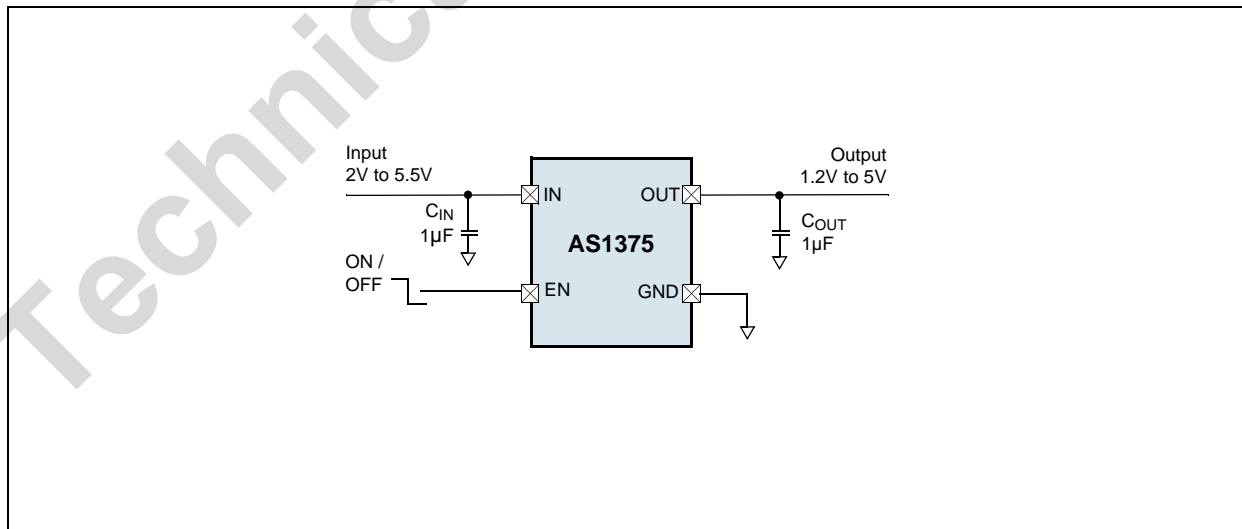 Technica
Input
2V to 5.5V
Output
1.2V to 5V
IN
OUT
CIN
1µF
AS1375
COUT
1µF
ON /
OFF
EN
GND